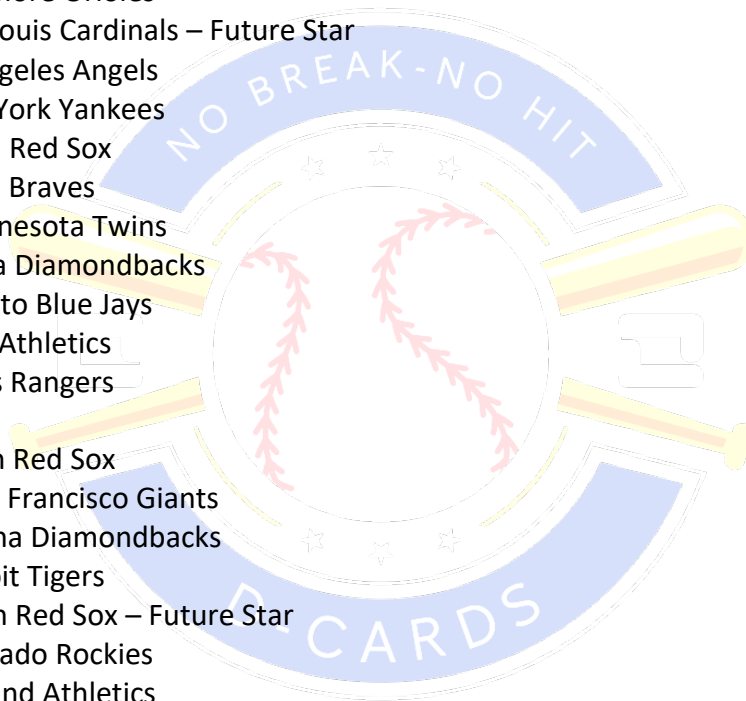 ouis Cardinals – Future Star
geles Angels
York Yankees
Red Sox
Braves
nesota Twins
a Diamondbacks
to Blue Jays
Athletics
s Rangers
n Red Sox
Francisco Giants
na Diamondbacks
it Tigers
n Red Sox – Future Star
ado Rockies
nd Athletics
NO BREAK-NO HIT
D-CARDS